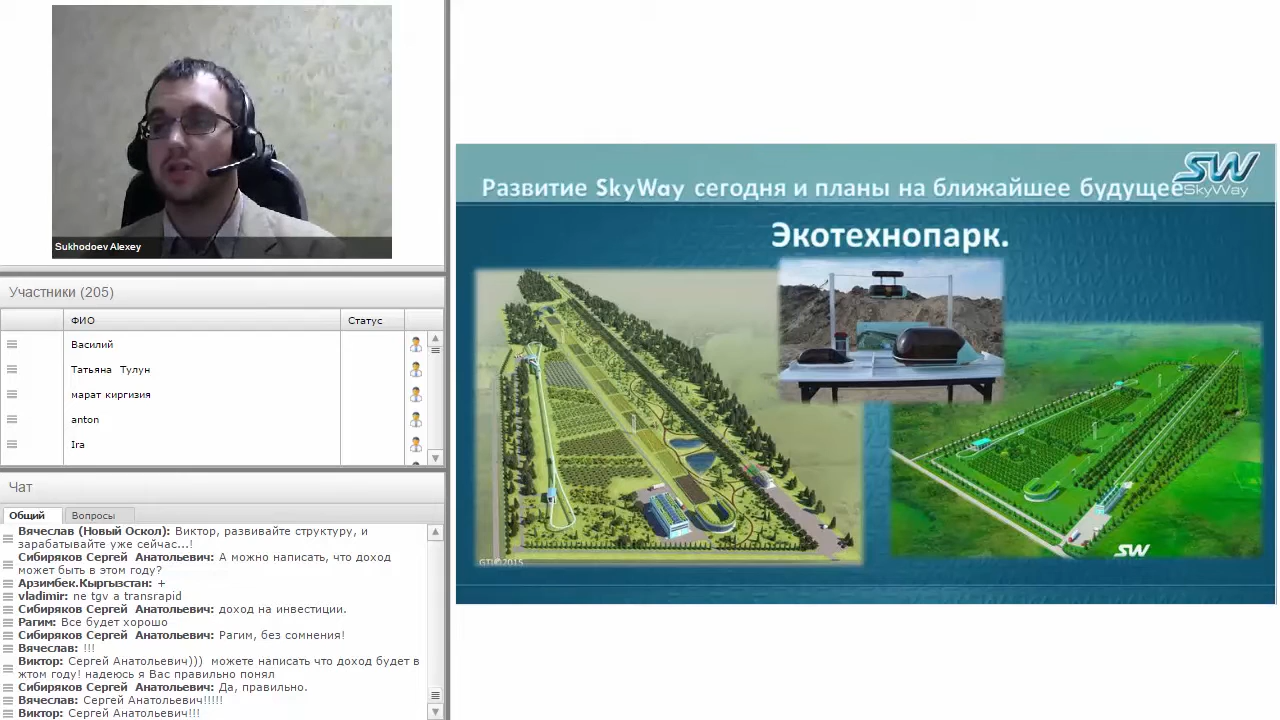 Sukhodoev Alexey
Участники (205)
ФИО
Статус
Василий
Татьяна Тулун
марат киргизия
anton
Ira
Чат
Общий
Вопросы
Вячеслав (Новый Оскол): Виктор, развивайте структуру, и
зарабатывайте уже сейчас...!
Сибиряков Сергей Анатольевич: А можно написать, что доход
может быть в этом году?
Арзимбек.Кыргызстан: +
vladimir: ne tgv a transrapid
Сибиряков Сергей Анатольевич: доход на инвестиции.
Рагим: Все будет хорошо
Сибиряков Сергей Анатольевич: Рагим, без сомнения!
Вячеслав: !!!
Виктор: Сергей Анатольевич))) можете написать что доход будет в
жтом году! надеюсь я Вас правильно понял
Сибиряков Сергей Анатольевич: Да, правильно.
Вячеслав: Сергей Анатольевич!!!!!
Виктор: Сергей Анатольевич!!!
SW
SkyWay
Развитие SkyWay сегодня и планы на ближайшее будущее
Экотехнопарк.
GTI©2015
SW